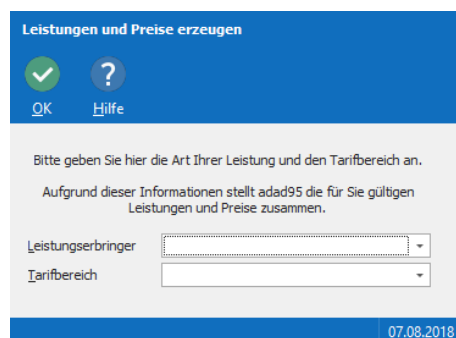 Leistungen und Preise erzeugen
?
OK
Hilfe
Bitte geben Sie hier die Art Ihrer Leistung und den Tarifbereich an.
Aufgrund dieser Informationen stellt adad95 die für Sie gültigen
Leistungen und Preise zusammen.
Leistungserbringer
Tarifbereich
07.08.2018